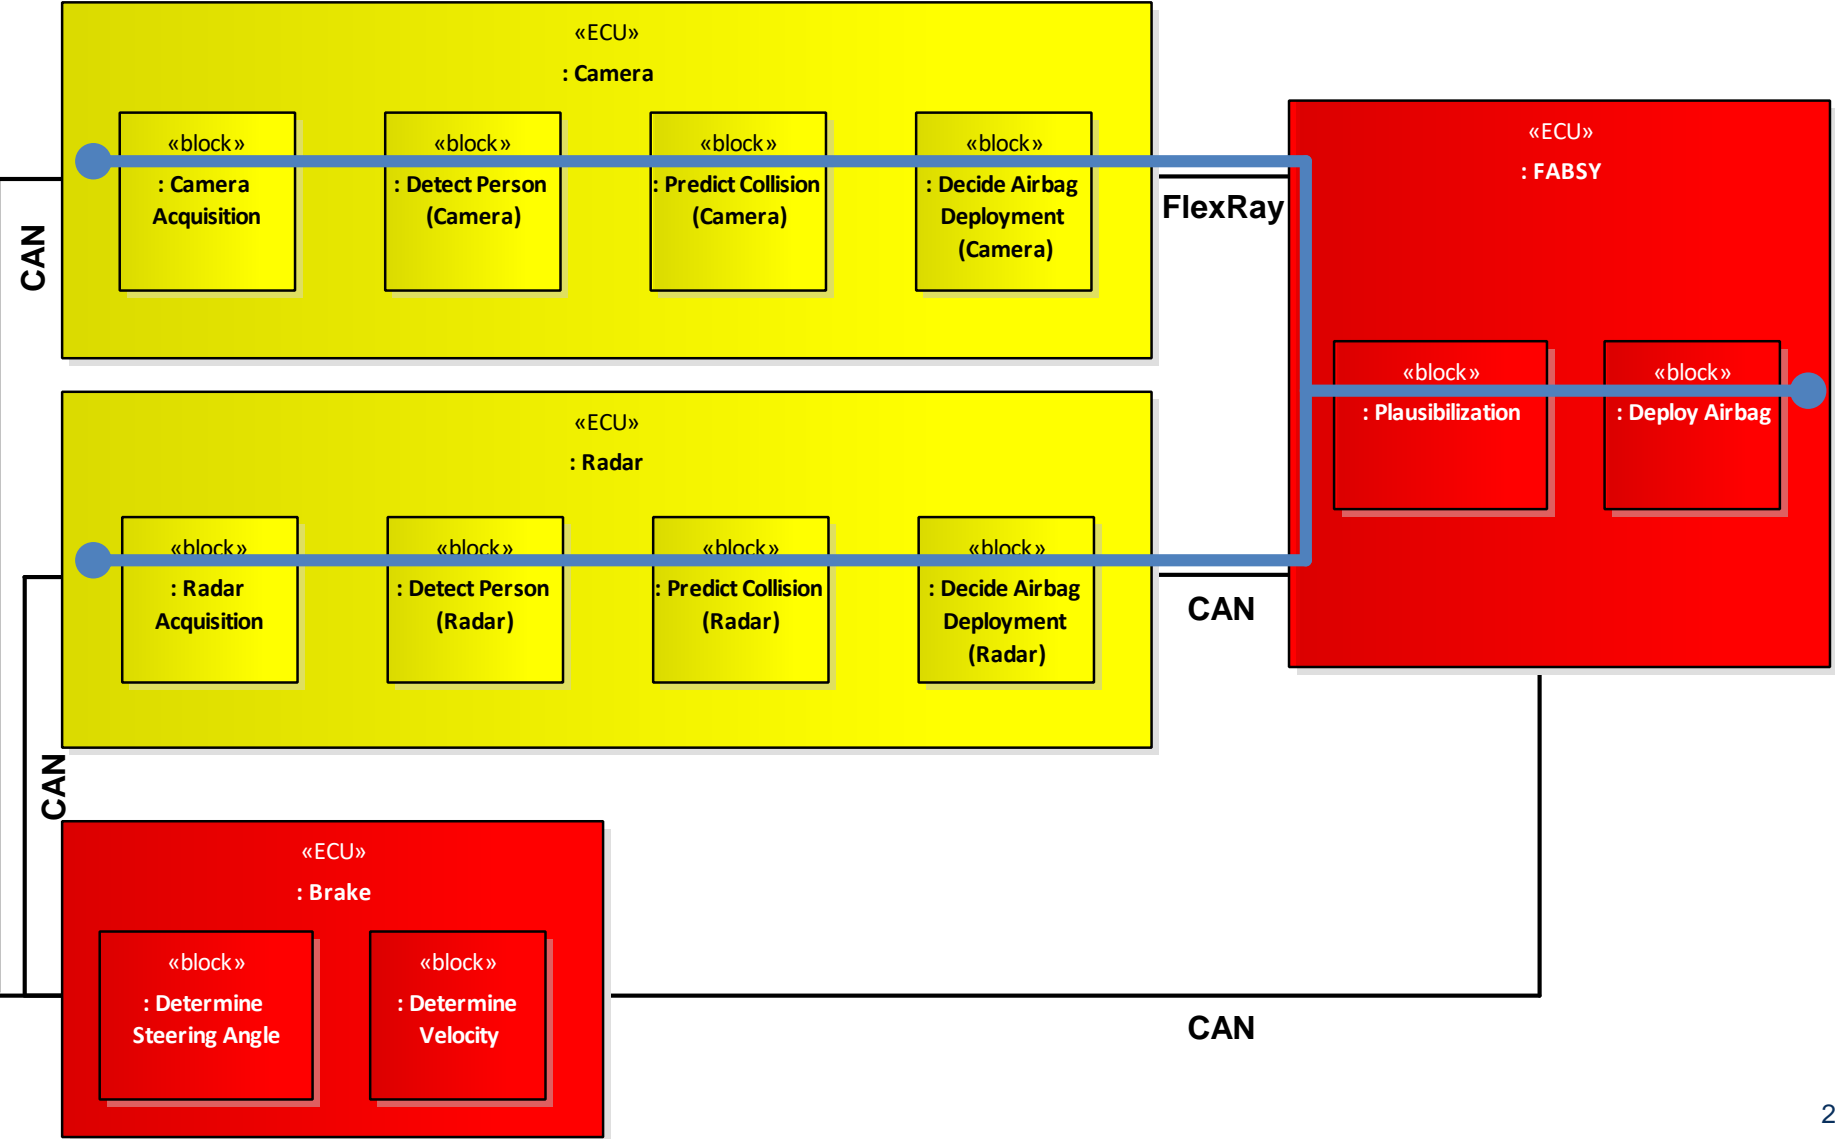 «ECU»
: Camera
«block»
: Camera
Acquisition
«block»
: Detect Person
(Camera)
«block»
: Predict Collision
(Camera)
«block»
: Decide Airbag
Deployment
(Camera)
CAN
FlexRay
«ECU»
: FABSY
«block»
: Plausibilization
«block»
: Deploy Airbag
«ECU»
: Radar
«block»
: Radar
Acquisition
«block»
: Detect Person
(Radar)
«block»
: Predict Collision
(Radar)
«block»
: Decide Airbag
Deployment
(Radar)
CAN
CAN
«ECU»
: Brake
«block»
: Determine
Steering Angle
«block»
: Determine
Velocity
CAN
2